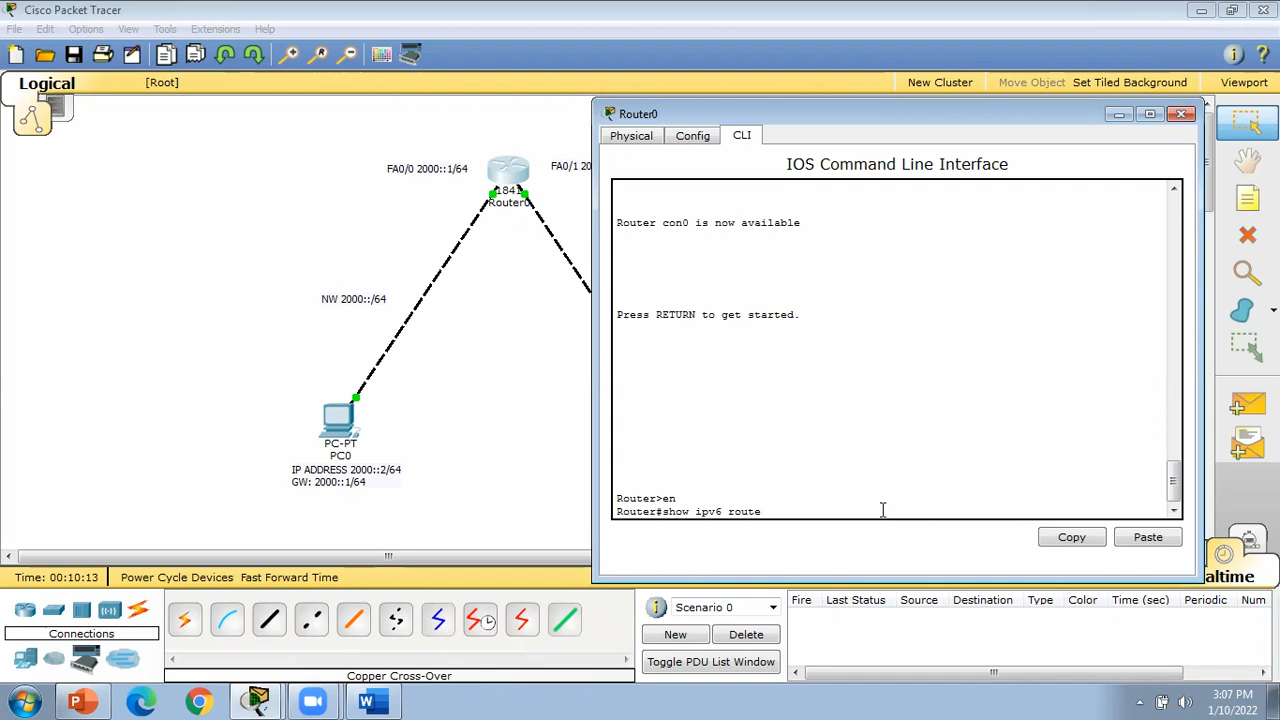 Cisco Packet Tracer
File Edit Options View Tools Extensions Help
Logical [Root] New Cluster Move Object Set Tiled Background Viewport
FA0/0 2000::1/64
FA0/1 2
1841
Router0
NW 2000::/64
PC-PT
PC0
IP ADDRESS 2000::2/64
GW: 2000::1/64
Router0
Physical Config CLI
IOS Command Line Interface
Router con0 is now available
Press RETURN to get started.
Router>en
Router#show ipv6 route
Copy Paste
Time: 00:10:13 Power Cycle Devices Fast Forward Time
altime
Connections
Copper Cross-Over
Scenario 0
New Delete
Toggle PDU List Window
Fire Last Status Source Destination Type Color Time (sec) Periodic Num
3:07 PM
1/10/2022